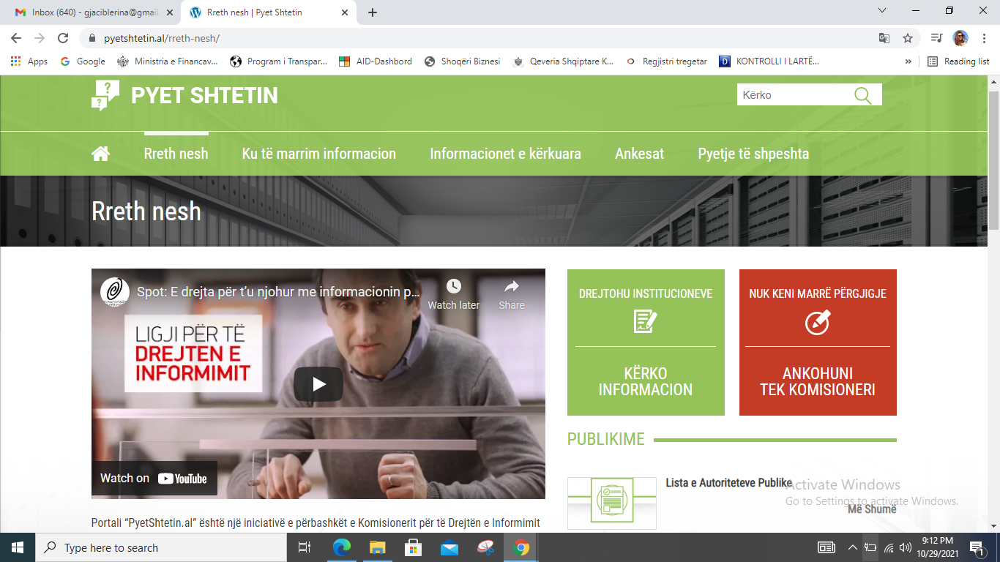 Inbox (640) - gjaciblerina@gmail
Rreth nesh | Pyet Shtetin
pyetshtetin.al/rreth-nesh/
Apps
Google
Ministria e Financav...
Program i Transpar...
AID-Dashbord
Shoqëri Biznesi
Qeveria Shqiptare K...
Regjistri tregetar
D
KONTROLLI I LARTË...
»
Reading list
PYET SHTETIN
Kërko
Rreth nesh
Ku të marrim informacion
Informacionet e kërkuara
Ankesat
Pyetje të shpeshta
Rreth nesh
Spot: E drejta për t’u njohur me informacionin p...
Watch later
Share
LIGJI PËR TË
DREJTEN E
INFORMIMIT
Watch on YouTube
DREJTOHU INSTITUCIONEVE
KËRKO
INFORMACION
NUK KENI MARRË PËRGJIGJE
ANKOHUNI
TEK KOMISIONERI
PUBLIKIME
Lista e Autoriteteve Publike
Më Shumë
Activate Windows
Go to Settings to activate Windows.
Portali “PyetShtetin.al” është një iniciativë e përbashkët e Komisionerit për të Drejtën e Informimit
Type here to search
9:12 PM
10/29/2021
1